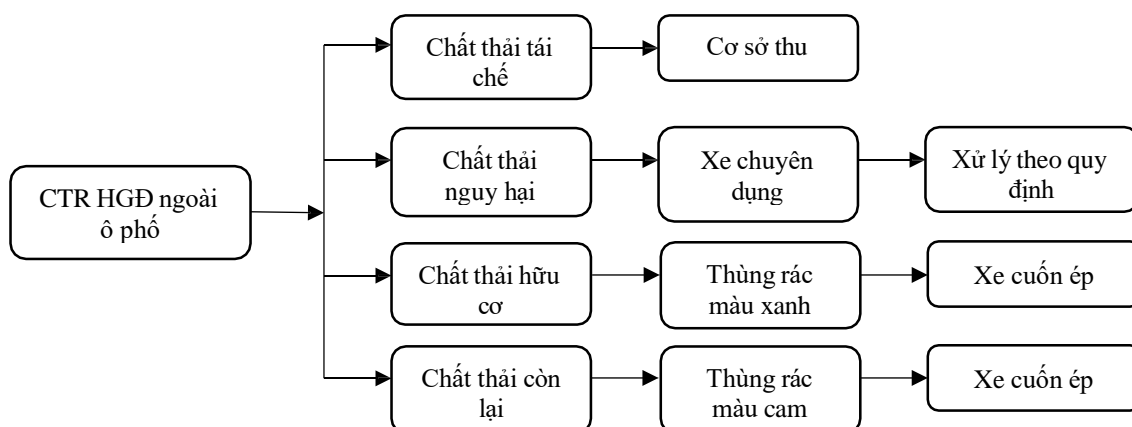 Chất thải tái
chế
Cơ sở thu
Chất thải
nguy hại
Xe chuyên
dụng
Xử lý theo quy
định
CTR HGĐ ngoài
ô phố
Chất thải hữu
cơ
Thùng rác
màu xanh
Xe cuốn ép
Chất thải còn
lại
Thùng rác
màu cam
Xe cuốn ép